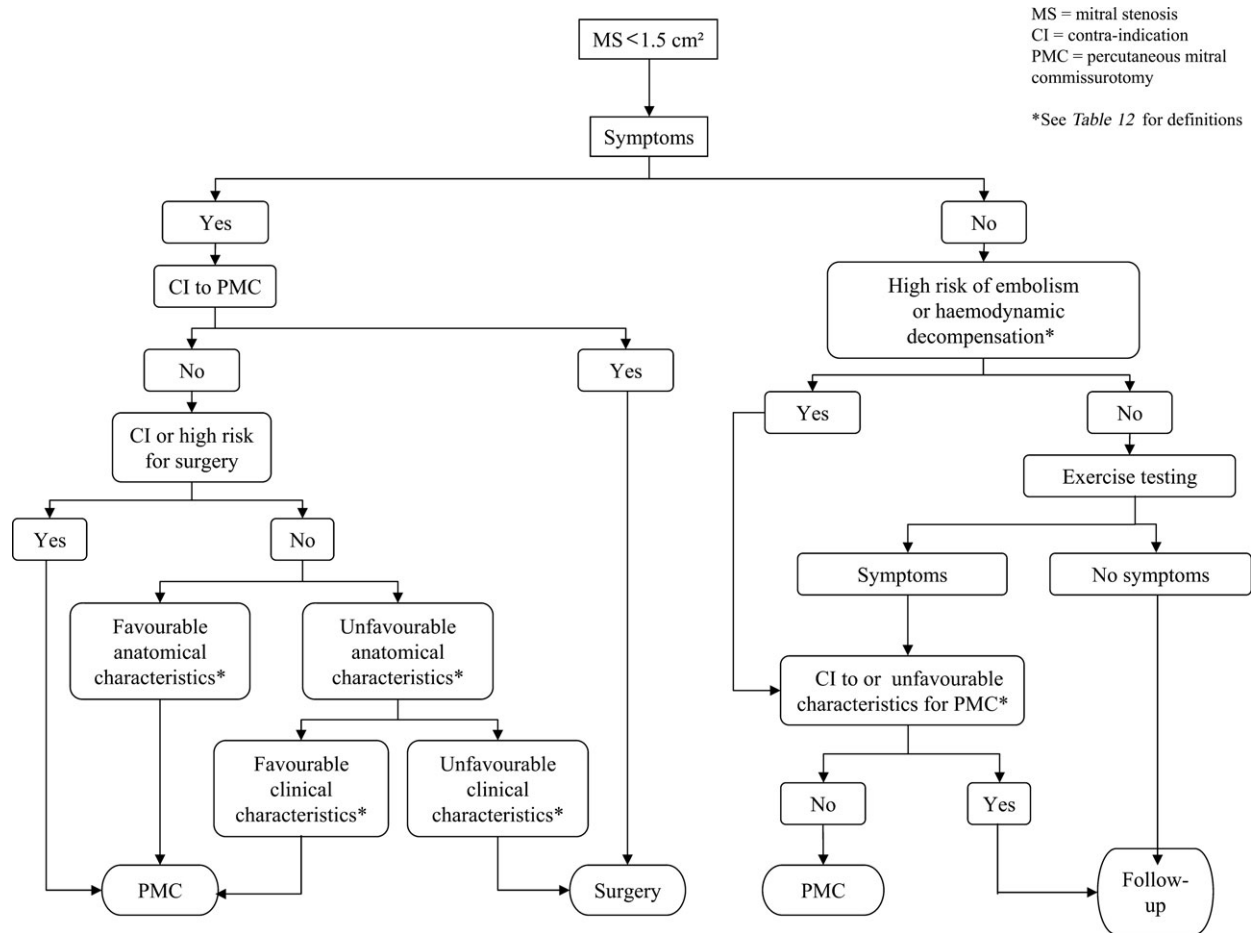 MS = mitral stenosis
CI = contra-indication
PMC = percutaneous mitral
commissurotomy
*See Table 12 for definitions
MS<1.5 cm²
Symptoms
Yes
No
CI to PMC
High risk of embolism
or haemodynamic
decompensation*
No
Yes
Yes
No
CI or high risk
for surgery
Exercise testing
Yes
No
Symptoms
No symptoms
Favourable
anatomical
characteristics*
Unfavourable
anatomical
characteristics*
CI to or unfavourable
characteristics for PMC*
Favourable
clinical
characteristics*
Unfavourable
clinical
characteristics*
No
Yes
PMC
Surgery
PMC
Follow-
up